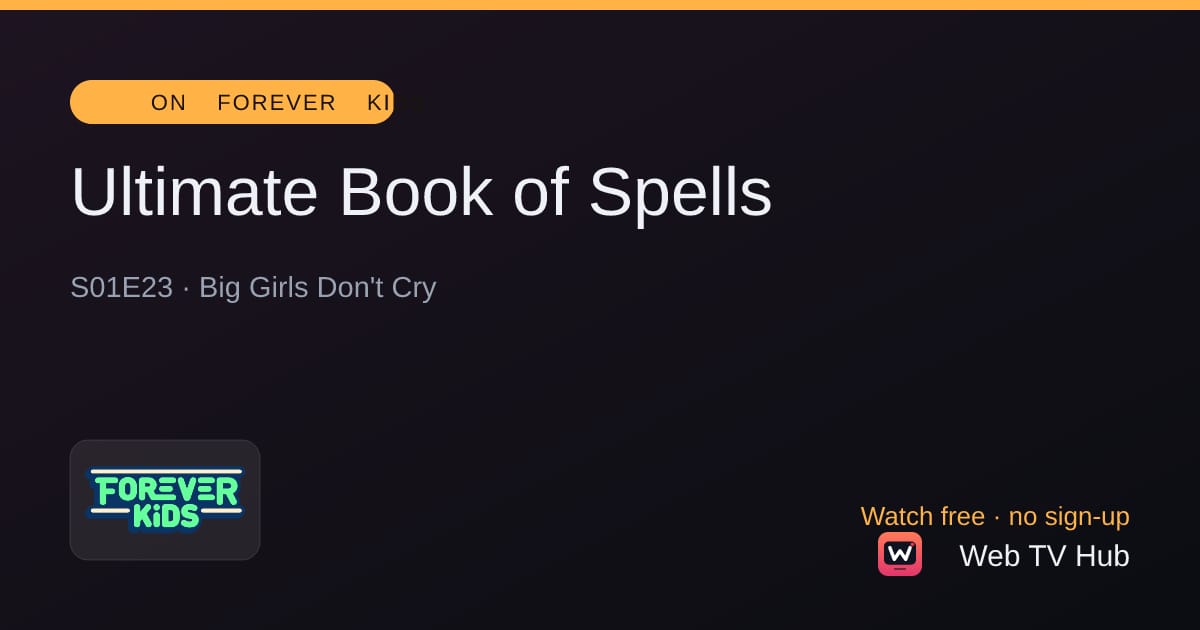 ON FOREVER KI
Ultimate Book of Spells
S01E23 · Big Girls Don't Cry
FOREVER
KiDS
Watch free · no sign-up
W
Web TV Hub